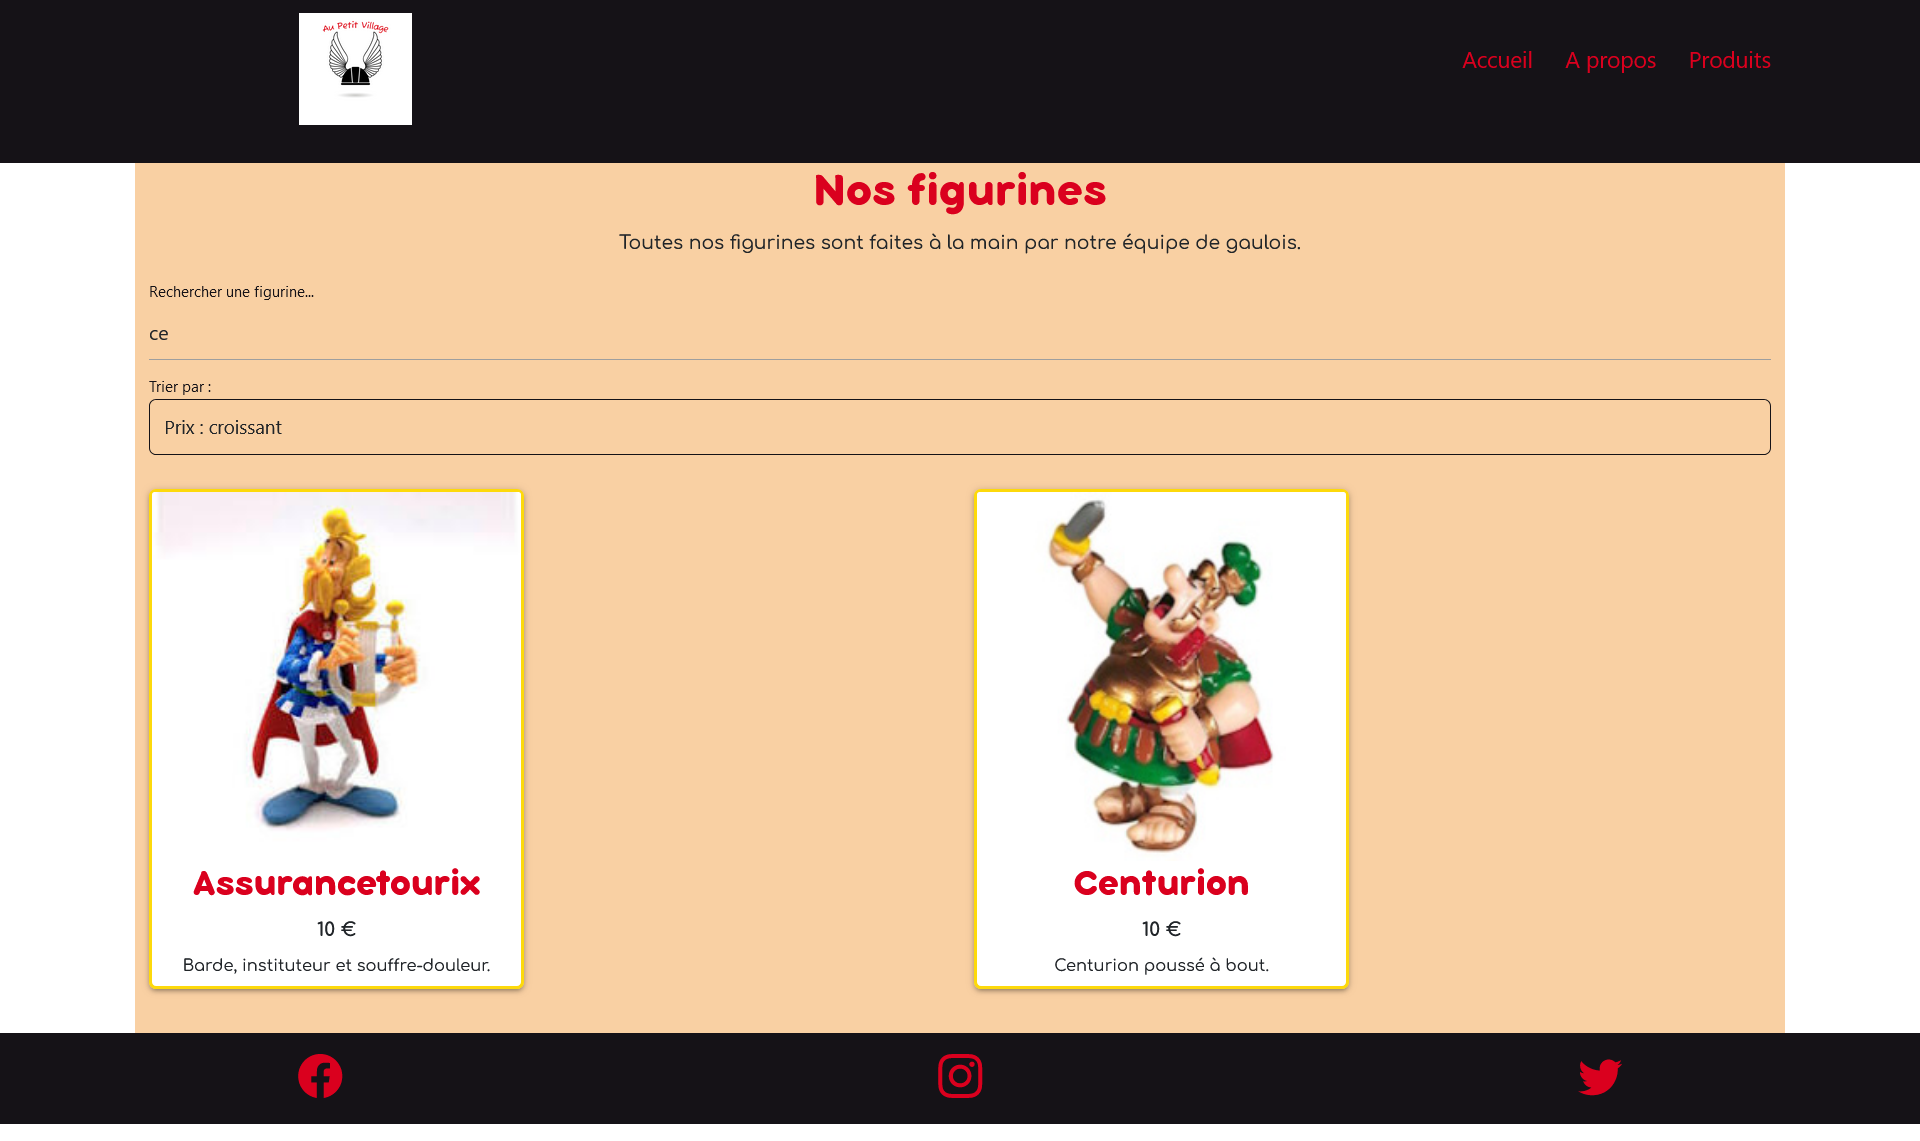 Au Petit Village
Accueil A propos Produits
Nos figurines
Toutes nos figurines sont faites à la main par notre équipe de gaulois.
Rechercher une figurine...
ce
Trier par :
Prix : croissant
Assurancetourix
10 €
Barde, instituteur et souffre-douleur.
Centurion
10 €
Centurion poussé à bout.